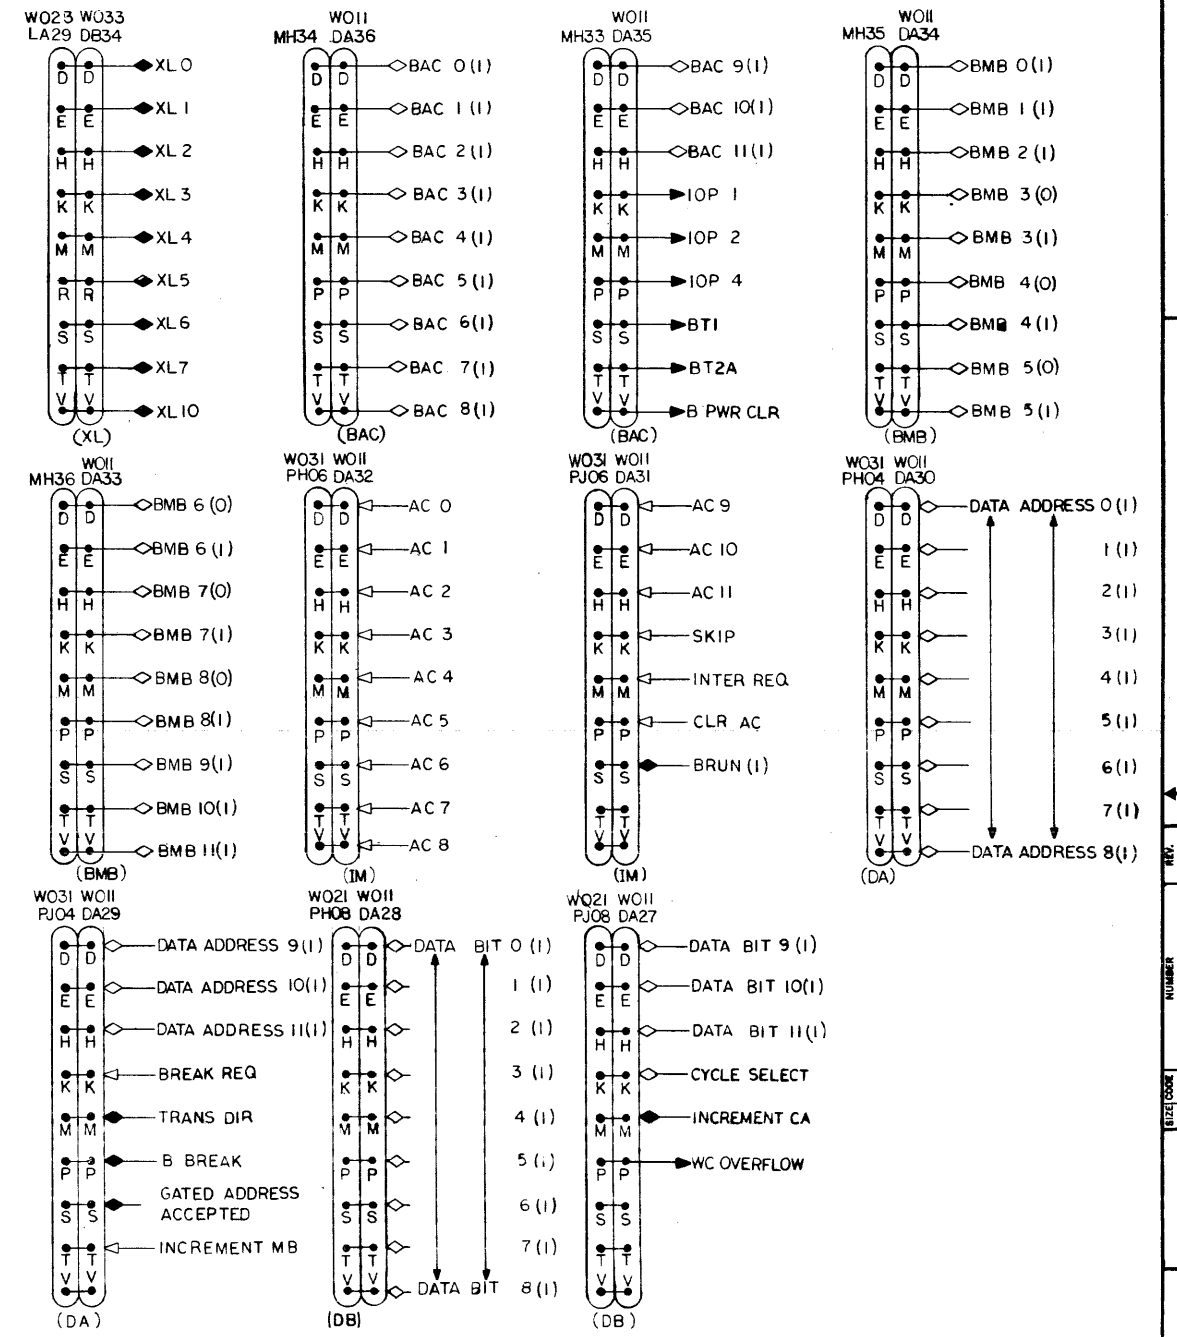 W023 W033
LA29 DB34
D D XL 0
E E XL 1
H H XL 2
K K XL 3
M M XL 4
R R XL5
S S XL6
T T XL7
V V XL10
(XL)
W011
MH34 DA36
D D BAC 0(1)
E E BAC 1(1)
H H BAC 2(1)
K K BAC 3(1)
M M BAC 4(1)
P P BAC 5(1)
S S BAC 6(1)
T T BAC 7(1)
V V BAC 8(1)
(BAC)
W011
MH33 DA35
D D BAC 9(1)
E E BAC 10(1)
H H BAC 11(1)
K K IOP 1
M M IOP 2
P P IOP 4
S S BT1
T T BT2A
V V B PWR CLR
(BAC)
W011
MH35 DA34
D D BMB 0(1)
E E BMB 1(1)
H H BMB 2(1)
K K BMB 3(0)
M M BMB 3(1)
P P BMB 4(0)
S S BMB 4(1)
T T BMB 5(0)
V V BMB 5(1)
(BMB)
W011
MH36 DA33
D D BMB 6(0)
E E BMB 6(1)
H H BMB 7(0)
K K BMB 7(1)
M M BMB 8(0)
P P BMB 8(1)
S S BMB 9(1)
T T BMB 10(1)
V V BMB 11(1)
(BMB)
W031 W011
PH06 DA32
D D AC 0
E E AC 1
H H AC 2
K K AC 3
M M AC 4
P P AC 5
S S AC 6
T T AC 7
V V AC 8
(IM)
W031 W011
PJ06 DA31
D D AC 9
E E AC 10
H H AC 11
K K SKIP
M M INTER REQ
P P CLR AC
S S BRUN (1)
T T
V V
(IM)
W031 W011
PH04 DA30
D D DATA ADDRESS 0(1)
E E 1(1)
H H 2(1)
K K 3(1)
M M 4(1)
P P 5(1)
S S 6(1)
T T 7(1)
V V DATA ADDRESS 8(1)
(DA)
W031 W011
PJ04 DA29
D D DATA ADDRESS 9(1)
E E DATA ADDRESS 10(1)
H H DATA ADDRESS 11(1)
K K BREAK REQ
M M TRANS DIR
P P B BREAK
S S GATED ADDRESS
ACCEPTED
T T INCREMENT MB
V V
(DA)
W021 W011
PH08 DA28
D D DATA BIT 0 (1)
E E 1 (1)
H H 2 (1)
K K 3 (1)
M M 4 (1)
P P 5 (1)
S S 6 (1)
T T 7 (1)
V V DATA BIT 8 (1)
(DB)
W021 W011
PJ08 DA27
D D DATA BIT 9 (1)
E E DATA BIT 10(1)
H H DATA BIT 11(1)
K K CYCLE SELECT
M M INCREMENT CA
P P WC OVERFLOW
S S
T T
V V
(DB)
REV.
NUMBER
SIZE CODE